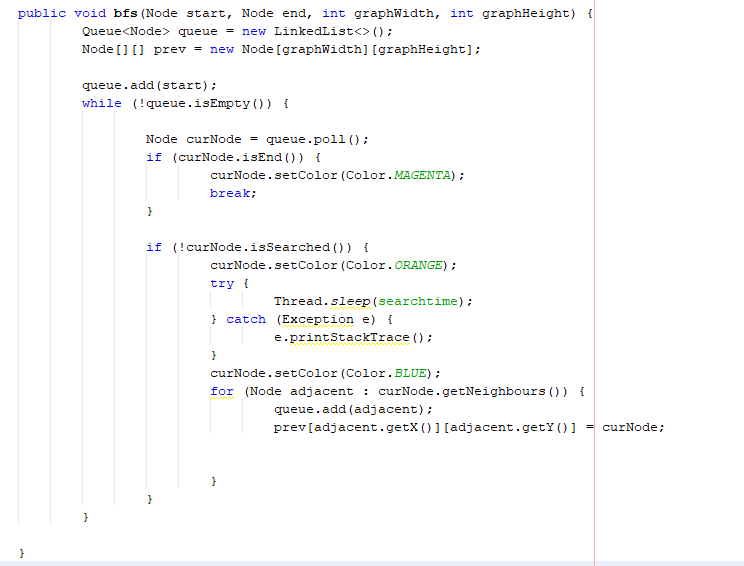 public void bfs(Node start, Node end, int graphWidth, int graphHeight) {
Queue<Node> queue = new LinkedList<>();
Node[][] prev = new Node[graphWidth][graphHeight];
queue.add(start);
while (!queue.isEmpty()) {
Node curNode = queue.poll();
if (curNode.isEnd()) {
curNode.setColor(Color.MAGENTA);
break;
}
if (!curNode.isSearched()) {
curNode.setColor(Color.ORANGE);
try {
Thread.sleep(searchtime);
} catch (Exception e) {
e.printStackTrace();
}
curNode.setColor(Color.BLUE);
for (Node adjacent : curNode.getNeighbours()) {
queue.add(adjacent);
prev[adjacent.getX()][adjacent.getY()] = curNode;
}
}
}
}